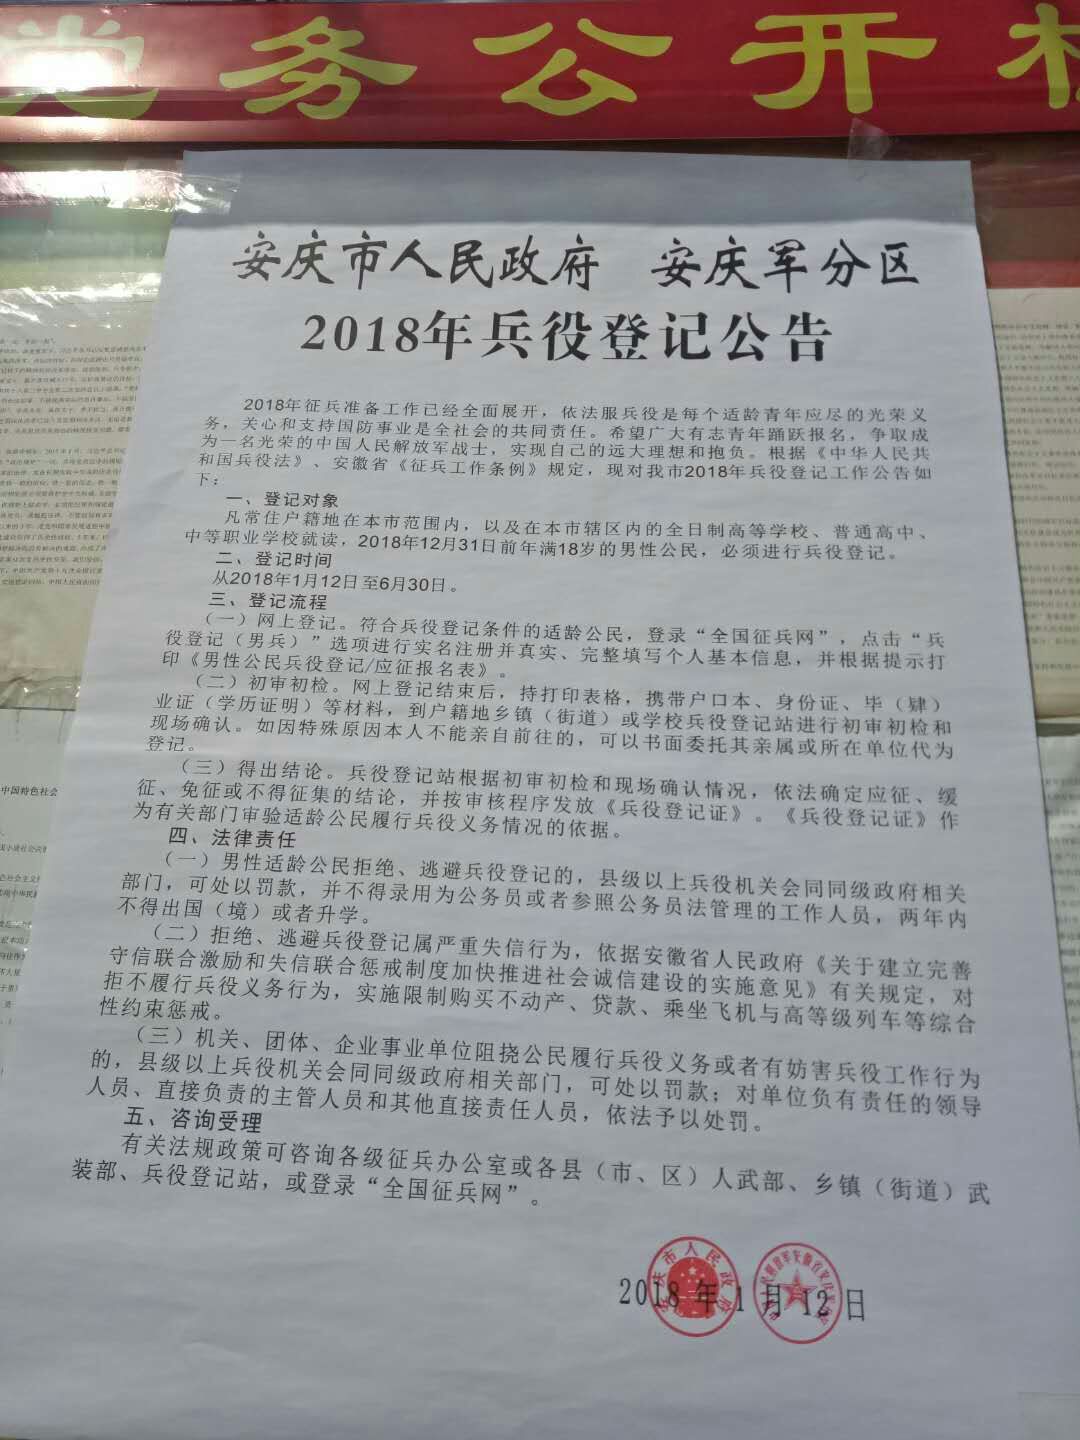 党务公开栏
安庆市人民政府 安庆军分区
2018年兵役登记公告
2018年征兵准备工作已经全面展开，依法服兵役是每个适龄青年应尽的光荣义
务，关心和支持国防事业是全社会的共同责任。希望广大有志青年踊跃报名，争取成
为一名光荣的中国人民解放军战士，实现自己的远大理想和抱负。根据《中华人民共
和国兵役法》、安徽省《征兵工作条例》规定，现对我市2018年兵役登记工作公告如
下：
一、登记对象
凡常住户籍地在本市范围内，以及在本市辖区内的全日制高等学校、普通高中、
中等职业学校就读，2018年12月31日前年满18岁的男性公民，必须进行兵役登记。
二、登记时间
从2018年1月12日至6月30日。
三、登记流程
（一）网上登记。符合兵役登记条件的适龄公民，登录“全国征兵网”，点击“兵
役登记（男兵）”选项进行实名注册并真实、完整填写个人基本信息，并根据提示打
印《男性公民兵役登记/应征报名表》。
（二）初审初检。网上登记结束后，持打印表格，携带户口本、身份证、毕（肄）
业证（学历证明）等材料，到户籍地乡镇（街道）或学校兵役登记站进行初审初检和
现场确认。如因特殊原因本人不能亲自前往的，可以书面委托其亲属或所在单位代为
登记。
（三）得出结论。兵役登记站根据初审初检和现场确认情况，依法确定应征、缓
征、免征或不得征集的结论，并按审核程序发放《兵役登记证》。《兵役登记证》作
为有关部门审验适龄公民履行兵役义务情况的依据。
四、法律责任
（一）男性适龄公民拒绝、逃避兵役登记的，县级以上兵役机关会同同级政府相关
部门，可处以罚款，并不得录用为公务员或者参照公务员法管理的工作人员，两年内
不得出国（境）或者升学。
（二）拒绝、逃避兵役登记属严重失信行为，依据安徽省人民政府《关于建立完善
守信联合激励和失信联合惩戒制度加快推进社会诚信建设的实施意见》有关规定，对
拒不履行兵役义务行为，实施限制购买不动产、贷款、乘坐飞机与高等级列车等综合
性约束惩戒。
（三）机关、团体、企业事业单位阻挠公民履行兵役义务或者有妨害兵役工作行为
的，县级以上兵役机关会同同级政府相关部门，可处以罚款；对单位负有责任的领导
人员、直接负责的主管人员和其他直接责任人员，依法予以处罚。
五、咨询受理
有关法规政策可咨询各级征兵办公室或各县（市、区）人武部、乡镇（街道）武
装部、兵役登记站，或登录“全国征兵网”。
安庆市人民政府
2018年1月12日